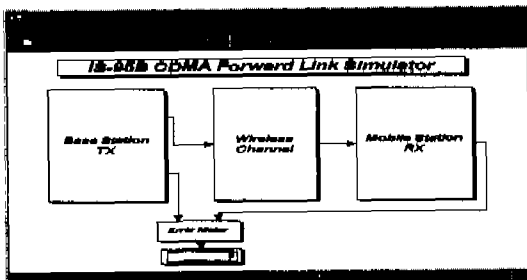 IS-95B CDMA Forward Link Simulator
Base Station
TX
Wireless
Channel
Mobile Station
RX
Error Meter